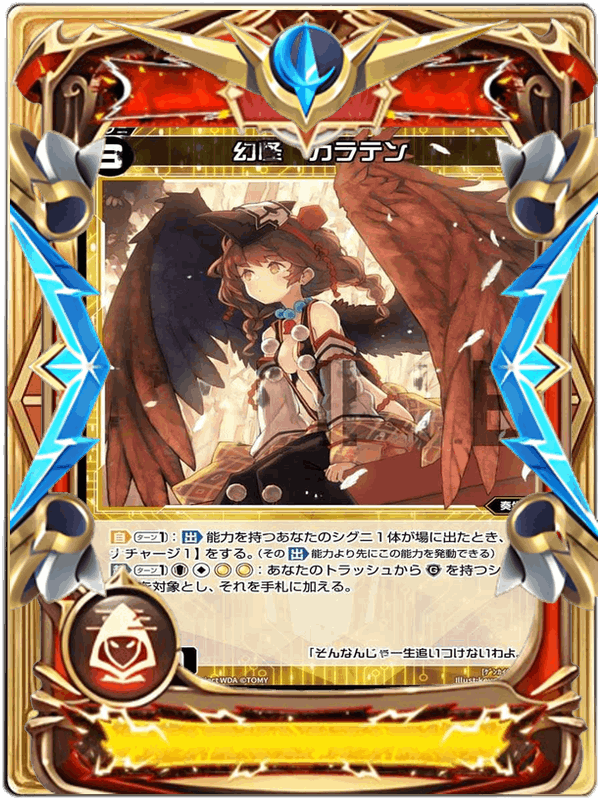 3
幻怪 カラテン
自 ターン1：出 能力を持つあなたのシグニ１体が場に出たとき、
チャージ１】をする。（その 出 能力より先にこの能力を発動できる）
ターン1：あなたのトラッシュから G を持つシ
を対象とし、それを手札に加える。
「そんなんじゃ一生追いつけないわよ。
ject WDA ©TOMY
Illust: